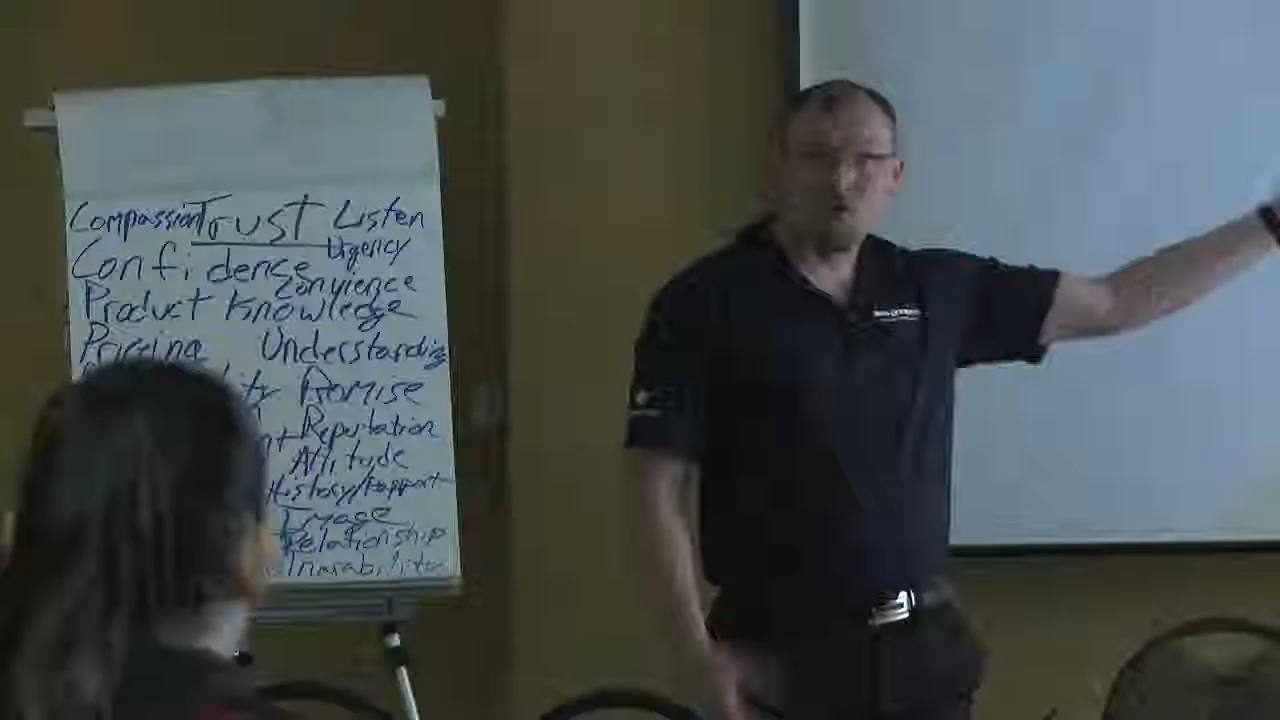 Compassion Trust Listen
Urgency
Confidence
Convience
Product Knowledge
Pricing Understanding
Promise
Reputation
Attitude
History/Rapport
Image
Relationship